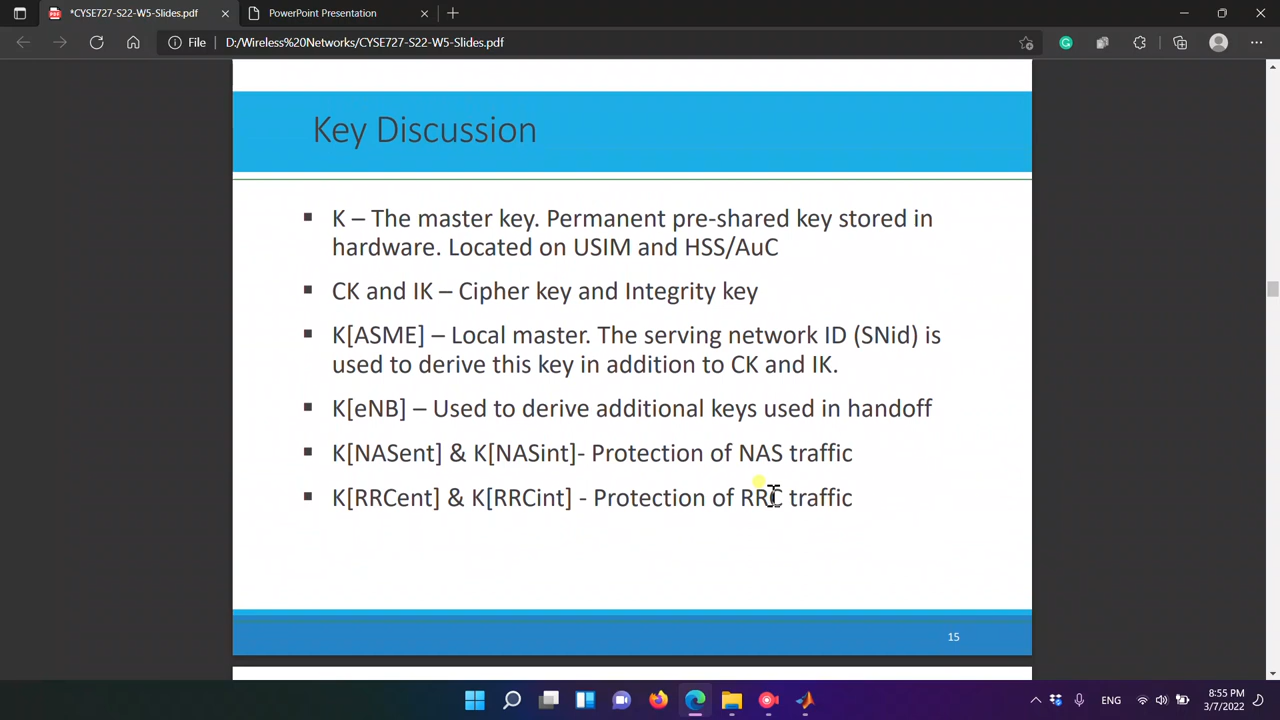 *CYSE727-S22-W5-Slides.pdf
PowerPoint Presentation
File
D:/Wireless%20Networks/CYSE727-S22-W5-Slides.pdf
Key Discussion
▪ K – The master key. Permanent pre-shared key stored in
hardware. Located on USIM and HSS/AuC
▪ CK and IK – Cipher key and Integrity key
▪ K[ASME] – Local master. The serving network ID (SNid) is
used to derive this key in addition to CK and IK.
▪ K[eNB] – Used to derive additional keys used in handoff
▪ K[NASent] & K[NASint]- Protection of NAS traffic
▪ K[RRCent] & K[RRCint] - Protection of RRC traffic
15
ENG
8:55 PM
3/7/2022